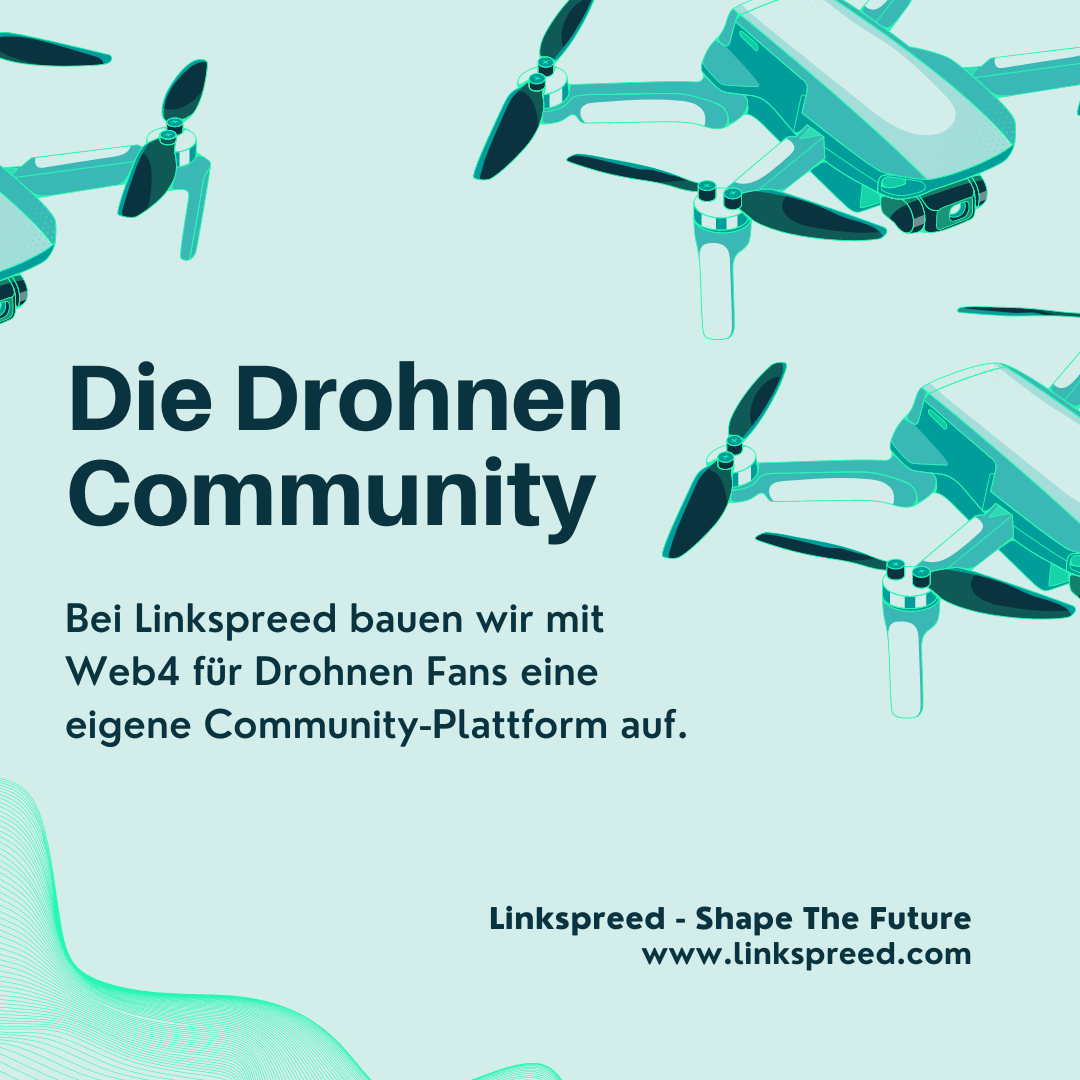 Die Drohnen
Community
Bei Linkspreed bauen wir mit
Web4 für Drohnen Fans eine
eigene Community-Plattform auf.
Linkspreed - Shape The Future
www.linkspreed.com